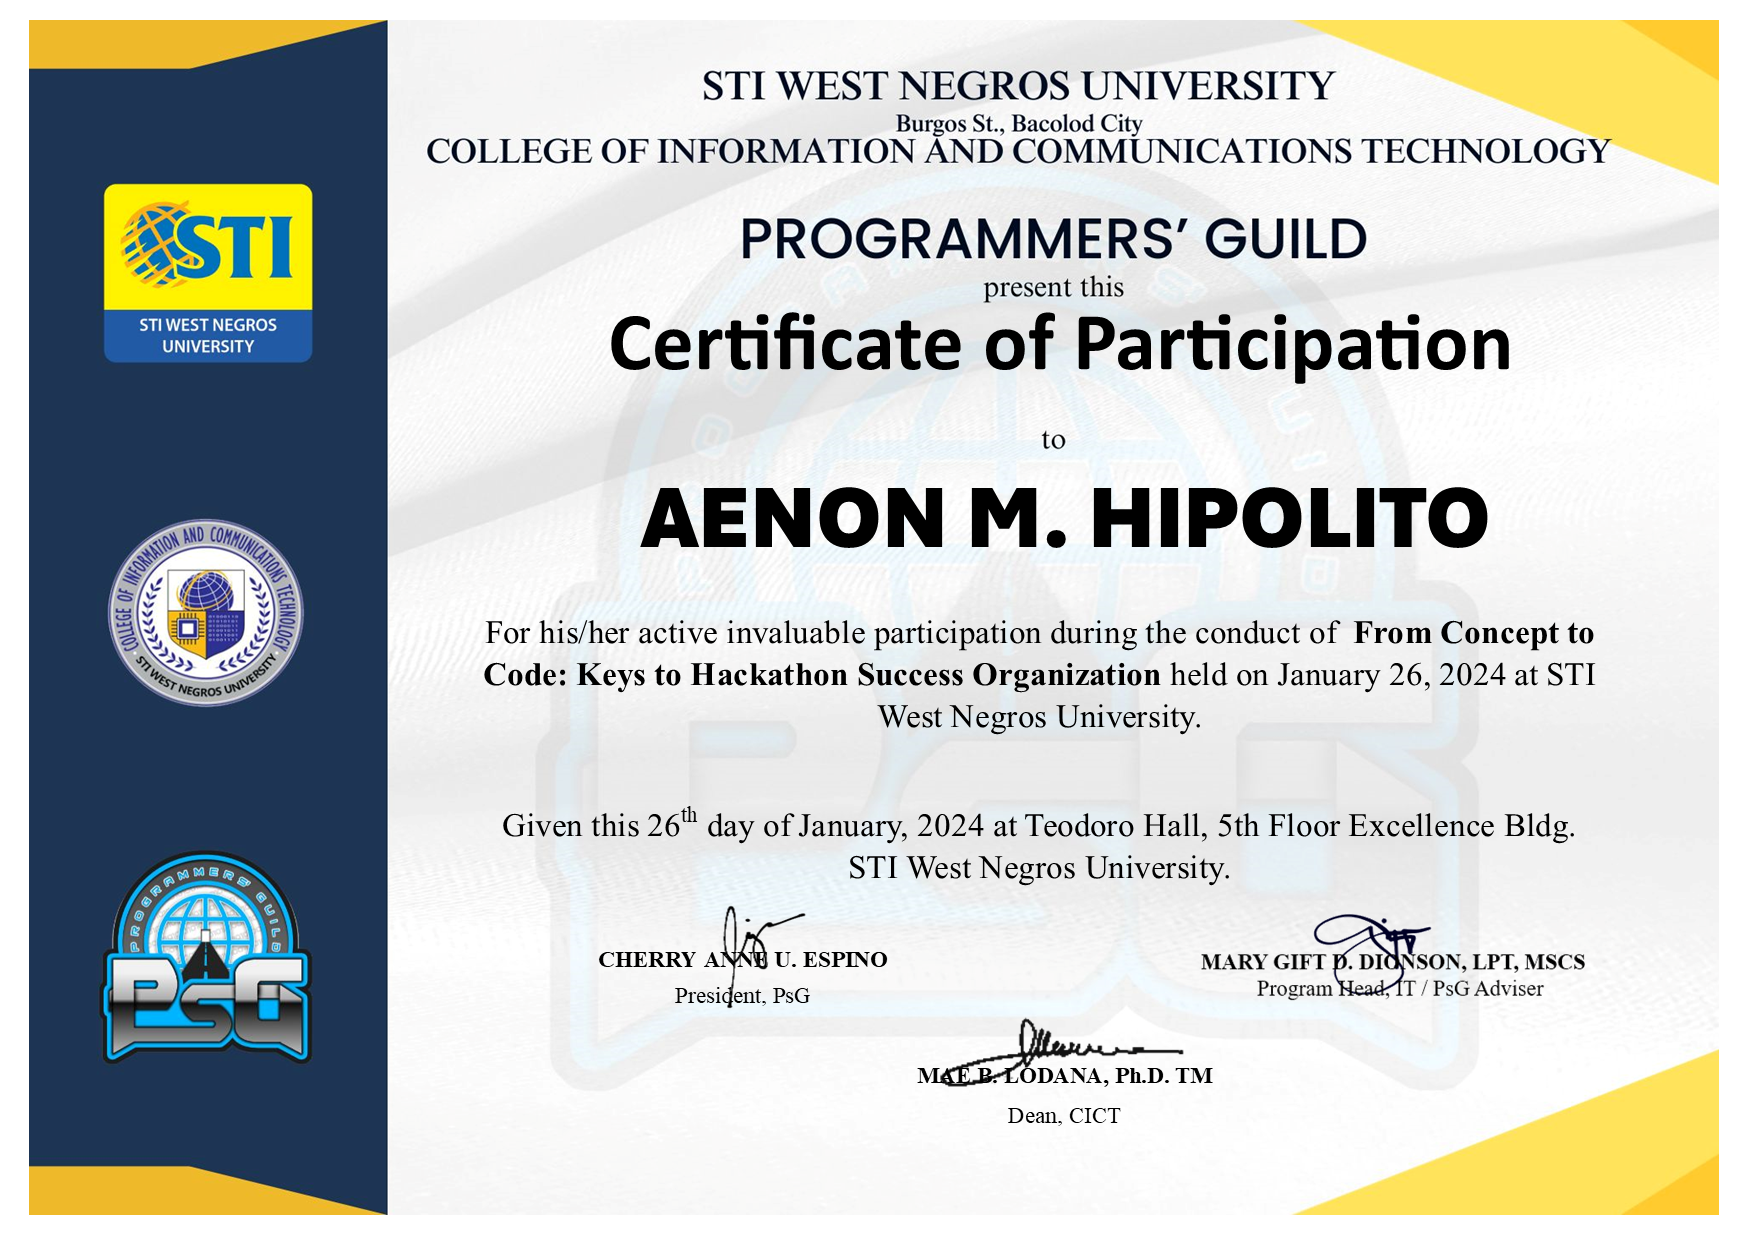 STI WEST NEGROS UNIVERSITY
Burgos St., Bacolod City
COLLEGE OF INFORMATION AND COMMUNICATIONS TECHNOLOGY
PROGRAMMERS’ GUILD
present this
Certificate of Participation
to
AENON M. HIPOLITO
For his/her active invaluable participation during the conduct of From Concept to
Code: Keys to Hackathon Success Organization held on January 26, 2024 at STI
West Negros University.
Given this 26th day of January, 2024 at Teodoro Hall, 5th Floor Excellence Bldg.
STI West Negros University.
CHERRY ANNE U. ESPINO
President, PsG
MARY GIFT D. DIONSON, LPT, MSCS
Program Head, IT / PsG Adviser
MAE B. LODANA, Ph.D. TM
Dean, CICT
STI
STI WEST NEGROS
UNIVERSITY
COLLEGE OF INFORMATION AND COMMUNICATIONS TECHNOLOGY
STI WEST NEGROS UNIVERSITY
PROGRAMMERS' GUILD
PSG